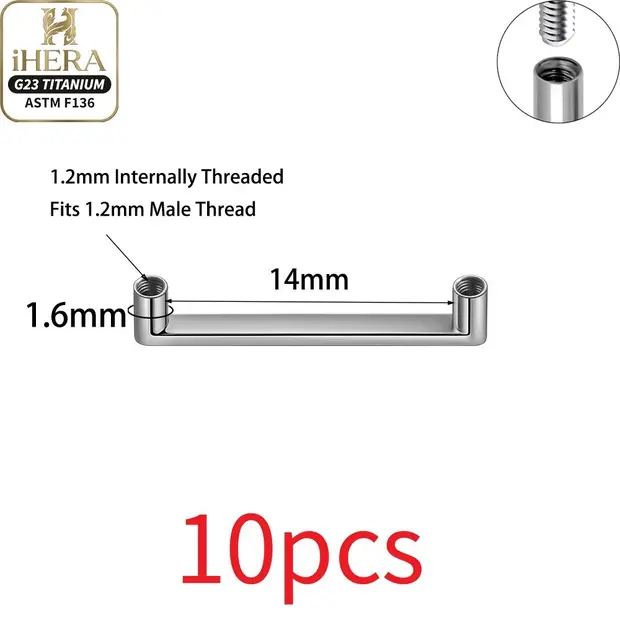 iHERA
G23 TITANIUM
ASTM F136
1.2mm Internally Threaded
Fits 1.2mm Male Thread
14mm
1.6mm
10pcs